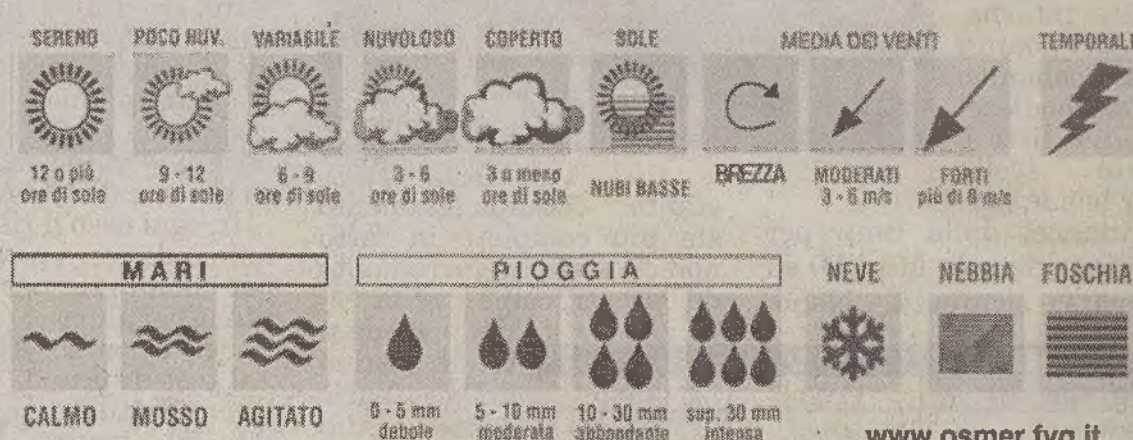 SERENO POCO NUV. VARIABILE NUVOLOSO COPERTO SOLE MEDIA DEI VENTI TEMPORALE
12 o più 9 - 12 6 - 9 3 - 6 3 o meno NUBI BASSE BREZZA MODERATI FORTI
ore di sole ore di sole ore di sole ore di sole ore di sole 3 - 6 m/s più di 6 m/s
MARI PIOGGIA NEVE NEBBIA FOSCHIA
CALMO MOSSO AGITATO 0 - 5 mm 5 - 10 mm 10 - 30 mm sup. 30 mm
debole moderata abbondante intensa
www.osmer.fvg.it